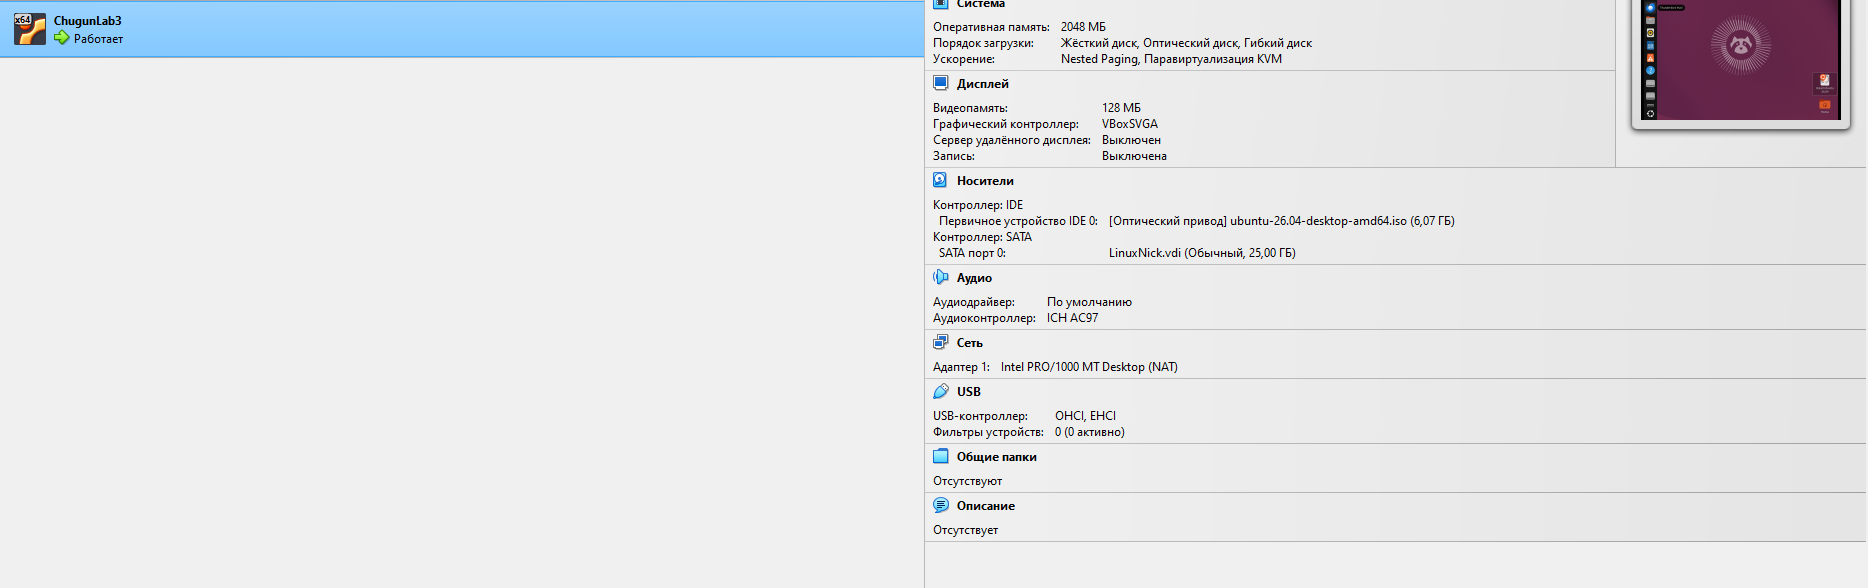 x64
ChugunLab3
Работает
Система
Оперативная память: 2048 МБ
Порядок загрузки: Жёсткий диск, Оптический диск, Гибкий диск
Ускорение: Nested Paging, Паравиртуализация KVM
Дисплей
Видеопамять: 128 МБ
Графический контроллер: VBoxSVGA
Сервер удалённого дисплея: Выключен
Запись: Выключена
Носители
Контроллер: IDE
Первичное устройство IDE 0: [Оптический привод] ubuntu-26.04-desktop-amd64.iso (6,07 ГБ)
Контроллер: SATA
SATA порт 0: LinuxNick.vdi (Обычный, 25,00 ГБ)
Аудио
Аудиодрайвер: По умолчанию
Аудиоконтроллер: ICH AC97
Сеть
Адаптер 1: Intel PRO/1000 MT Desktop (NAT)
USB
USB-контроллер: OHCI, EHCI
Фильтры устройств: 0 (0 активно)
Общие папки
Отсутствуют
Описание
Отсутствует